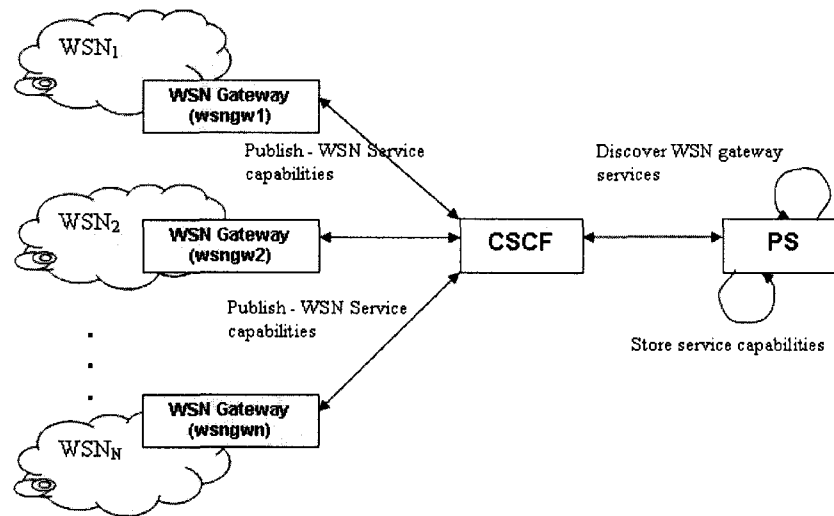 WSN1
WSN Gateway
(wsngw1)
Publish - WSN Service
capabilities
Discover WSN gateway
services
WSN2
WSN Gateway
(wsngw2)
CSCF
PS
Publish - WSN Service
capabilities
Store service capabilities
WSN Gateway
(wsngwn)
WSNN